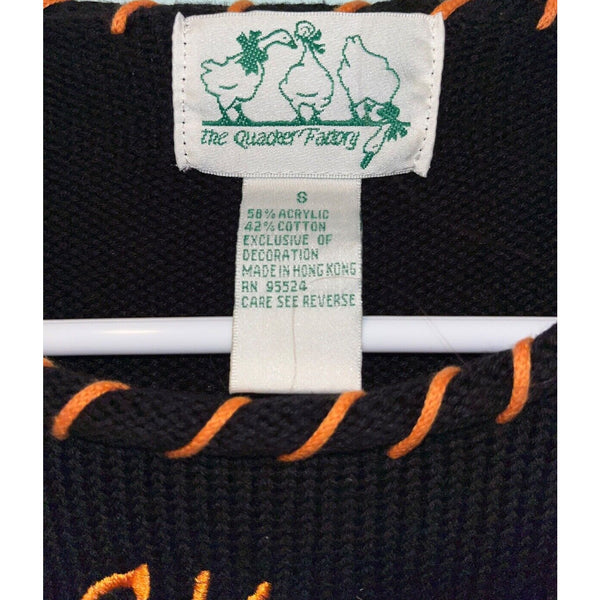 the Quacker Factory
S
58% ACRYLIC
42% COTTON
EXCLUSIVE OF
DECORATION
MADE IN HONG KONG
RN 95524
CARE SEE REVERSE